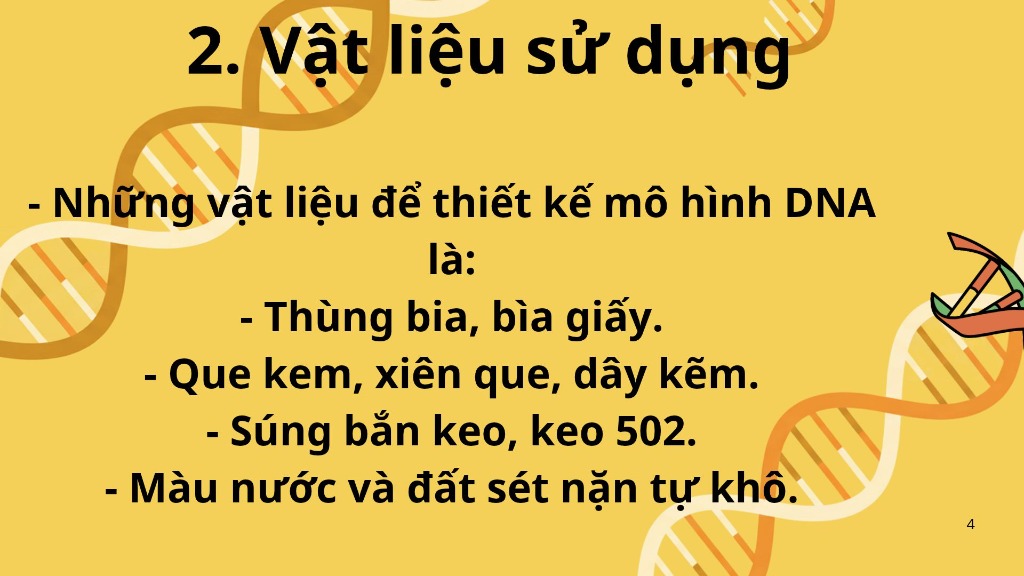 2. Vật liệu sử dụng
- Những vật liệu để thiết kế mô hình DNA
là:
- Thùng bia, bìa giấy.
- Que kem, xiên que, dây kẽm.
- Súng bắn keo, keo 502.
- Màu nước và đất sét nặn tự khô.
4